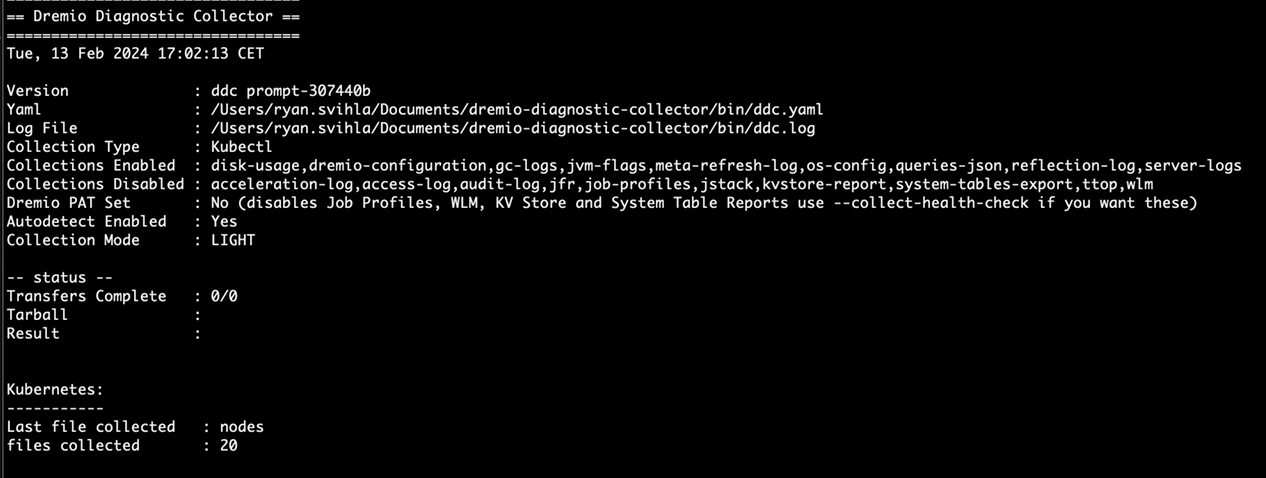 == Dremio Diagnostic Collector ==
=================================
Tue, 13 Feb 2024 17:02:13 CET
Version              : ddc prompt-307440b
Yaml                 : /Users/ryan.svihla/Documents/dremio-diagnostic-collector/bin/ddc.yaml
Log File             : /Users/ryan.svihla/Documents/dremio-diagnostic-collector/bin/ddc.log
Collection Type      : Kubectl
Collections Enabled  : disk-usage,dremio-configuration,gc-logs,jvm-flags,meta-refresh-log,os-config,queries-json,reflection-log,server-logs
Collections Disabled : acceleration-log,access-log,audit-log,jfr,job-profiles,jstack,kvstore-report,system-tables-export,ttop,wlm
Dremio PAT Set       : No (disables Job Profiles, WLM, KV Store and System Table Reports use --collect-health-check if you want these)
Autodetect Enabled   : Yes
Collection Mode      : LIGHT
-- status --
Transfers Complete   : 0/0
Tarball              :
Result               :
Kubernetes:
-----------
Last file collected   : nodes
files collected       : 20